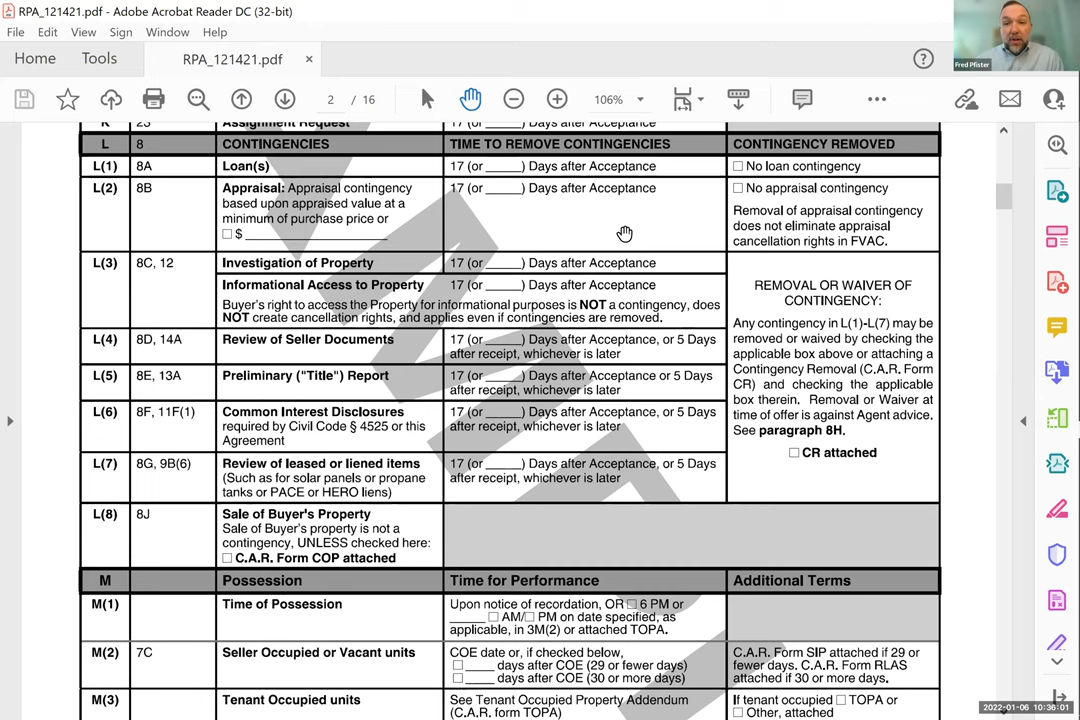 RPA_121421.pdf - Adobe Acrobat Reader DC (32-bit)
File Edit View Sign Window Help
Home Tools RPA_121421.pdf ×
2 / 16 106%
Fred Pfister
K 23 Assignment Request 17 (or _____) Days after Acceptance
L 8 CONTINGENCIES TIME TO REMOVE CONTINGENCIES CONTINGENCY REMOVED
L(1) 8A Loan(s) 17 (or _____) Days after Acceptance ☐ No loan contingency
L(2) 8B Appraisal: Appraisal contingency 17 (or _____) Days after Acceptance ☐ No appraisal contingency
based upon appraised value at a
minimum of purchase price or
☐ $ ____________________
Removal of appraisal contingency
does not eliminate appraisal
cancellation rights in FVAC.
L(3) 8C, 12 Investigation of Property 17 (or _____) Days after Acceptance
Informational Access to Property 17 (or _____) Days after Acceptance
Buyer's right to access the Property for informational purposes is NOT a contingency, does
NOT create cancellation rights, and applies even if contingencies are removed.
REMOVAL OR WAIVER OF
CONTINGENCY:
Any contingency in L(1)-L(7) may be
removed or waived by checking the
applicable box above or attaching a
Contingency Removal (C.A.R. Form
CR) and checking the applicable
box therein. Removal or Waiver at
time of offer is against Agent advice.
See paragraph 8H.
☐ CR attached
L(4) 8D, 14A Review of Seller Documents 17 (or _____) Days after Acceptance, or 5 Days
after receipt, whichever is later
L(5) 8E, 13A Preliminary ("Title") Report 17 (or _____) Days after Acceptance or 5 Days
after receipt, whichever is later
L(6) 8F, 11F(1) Common Interest Disclosures 17 (or _____) Days after Acceptance, or 5 Days
required by Civil Code § 4525 or this after receipt, whichever is later
Agreement
L(7) 8G, 9B(6) Review of leased or liened items 17 (or _____) Days after Acceptance, or 5 Days
(Such as for solar panels or propane after receipt, whichever is later
tanks or PACE or HERO liens)
L(8) 8J Sale of Buyer's Property
Sale of Buyer's property is not a
contingency, UNLESS checked here:
☐ C.A.R. Form COP attached
M Possession Time for Performance Additional Terms
M(1) Time of Possession Upon notice of recordation, OR ☐ 6 PM or
_____ ☐ AM/☐ PM on date specified, as
applicable, in 3M(2) or attached TOPA.
M(2) 7C Seller Occupied or Vacant units COE date or, if checked below,
☐ ____ days after COE (29 or fewer days)
☐ ____ days after COE (30 or more days)
C.A.R. Form SIP attached if 29 or
fewer days. C.A.R. Form RLAS
attached if 30 or more days.
M(3) Tenant Occupied units See Tenant Occupied Property Addendum
(C.A.R. form TOPA)
If tenant occupied ☐ TOPA or
☐ Other, attached
2022-01-06 10:36:01